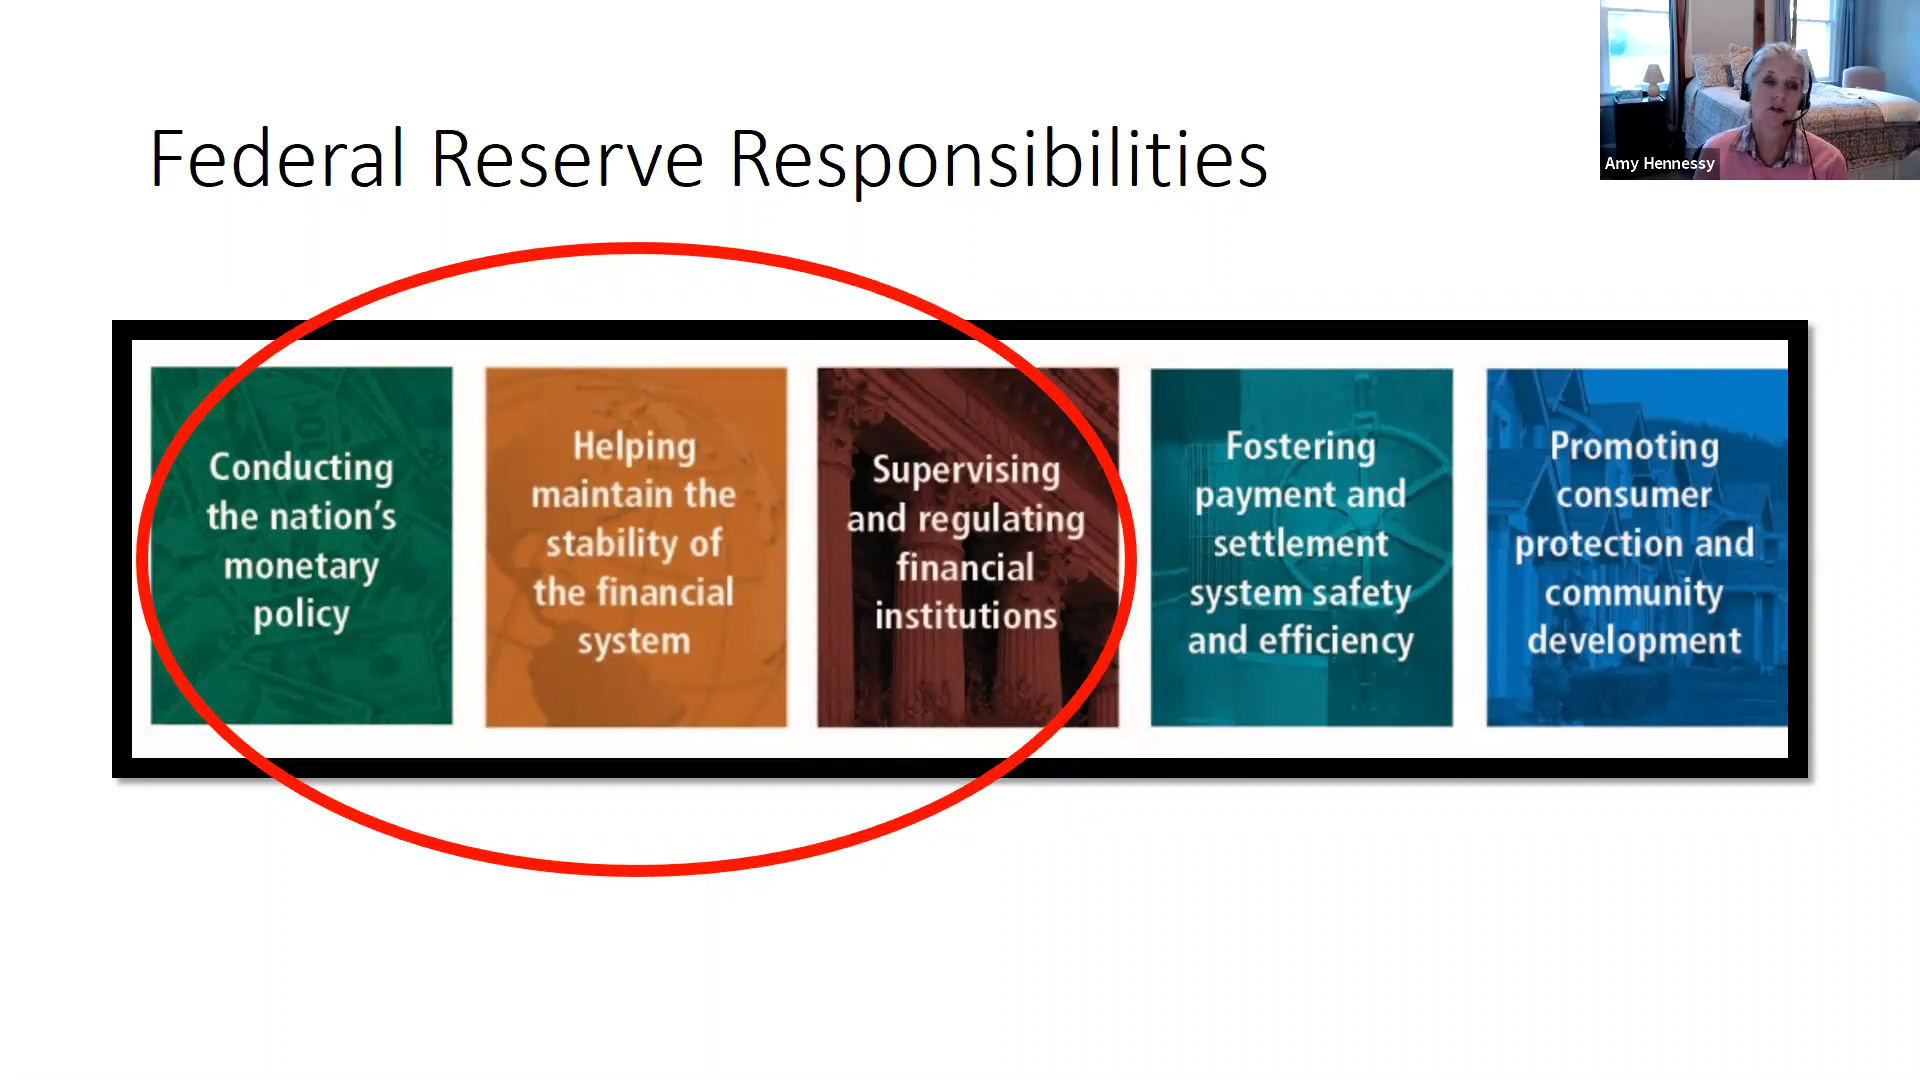 Federal Reserve Responsibilities
Amy Hennessy
Conducting
the nation's
monetary
policy
Helping
maintain the
stability of
the financial
system
Supervising
and regulating
financial
institutions
Fostering
payment and
settlement
system safety
and efficiency
Promoting
consumer
protection and
community
development